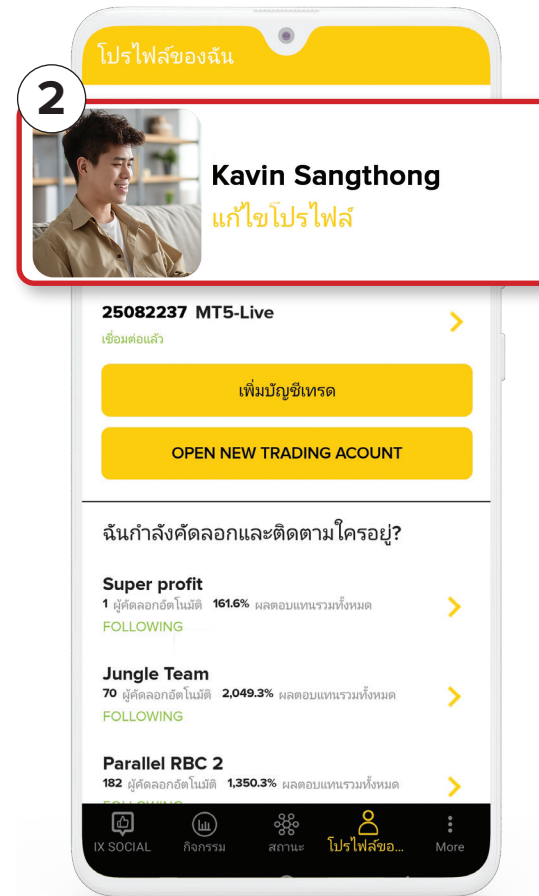 โปรไฟล์ของฉัน
2
Kavin Sangthong
แก้ไขโปรไฟล์
25082237 MT5-Live
เชื่อมต่อแล้ว
เพิ่มบัญชีเทรด
OPEN NEW TRADING ACOUNT
ฉันกำลังคัดลอกและติดตามใครอยู่?
Super profit
1 ผู้คัดลอกอัตโนมัติ 161.6% ผลตอบแทนรวมทั้งหมด
FOLLOWING
Jungle Team
70 ผู้คัดลอกอัตโนมัติ 2,049.3% ผลตอบแทนรวมทั้งหมด
FOLLOWING
Parallel RBC 2
182 ผู้คัดลอกอัตโนมัติ 1,350.3% ผลตอบแทนรวมทั้งหมด
FOLLOWING
IX SOCIAL กิจกรรม สถานะ โปรไฟล์ขอ... More